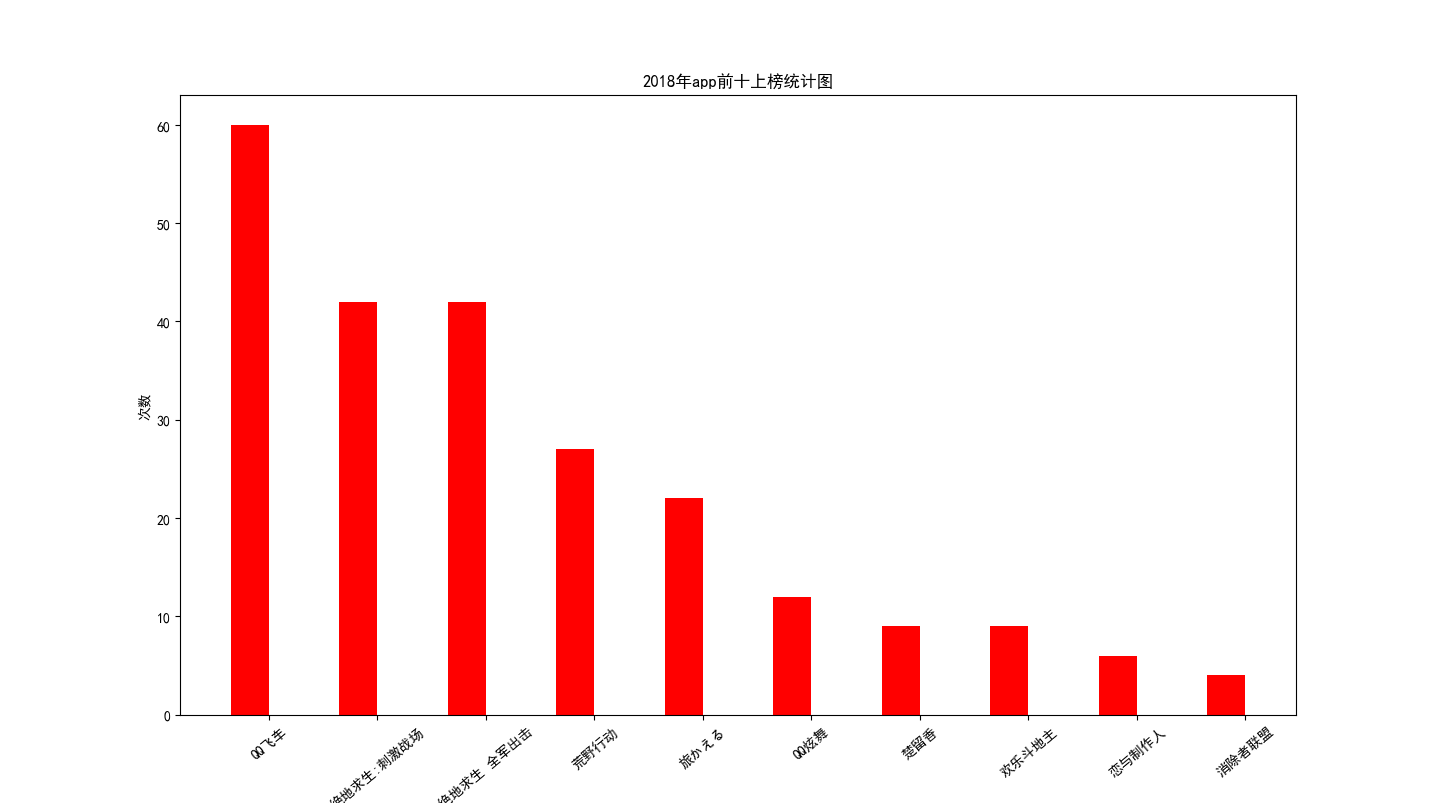 2018年app前十上榜统计图
次数
60
50
40
30
20
10
0
QQ飞车
绝地求生:刺激战场
绝地求生 全军出击
荒野行动
旅かえる
QQ炫舞
楚留香
欢乐斗地主
恋与制作人
消除者联盟